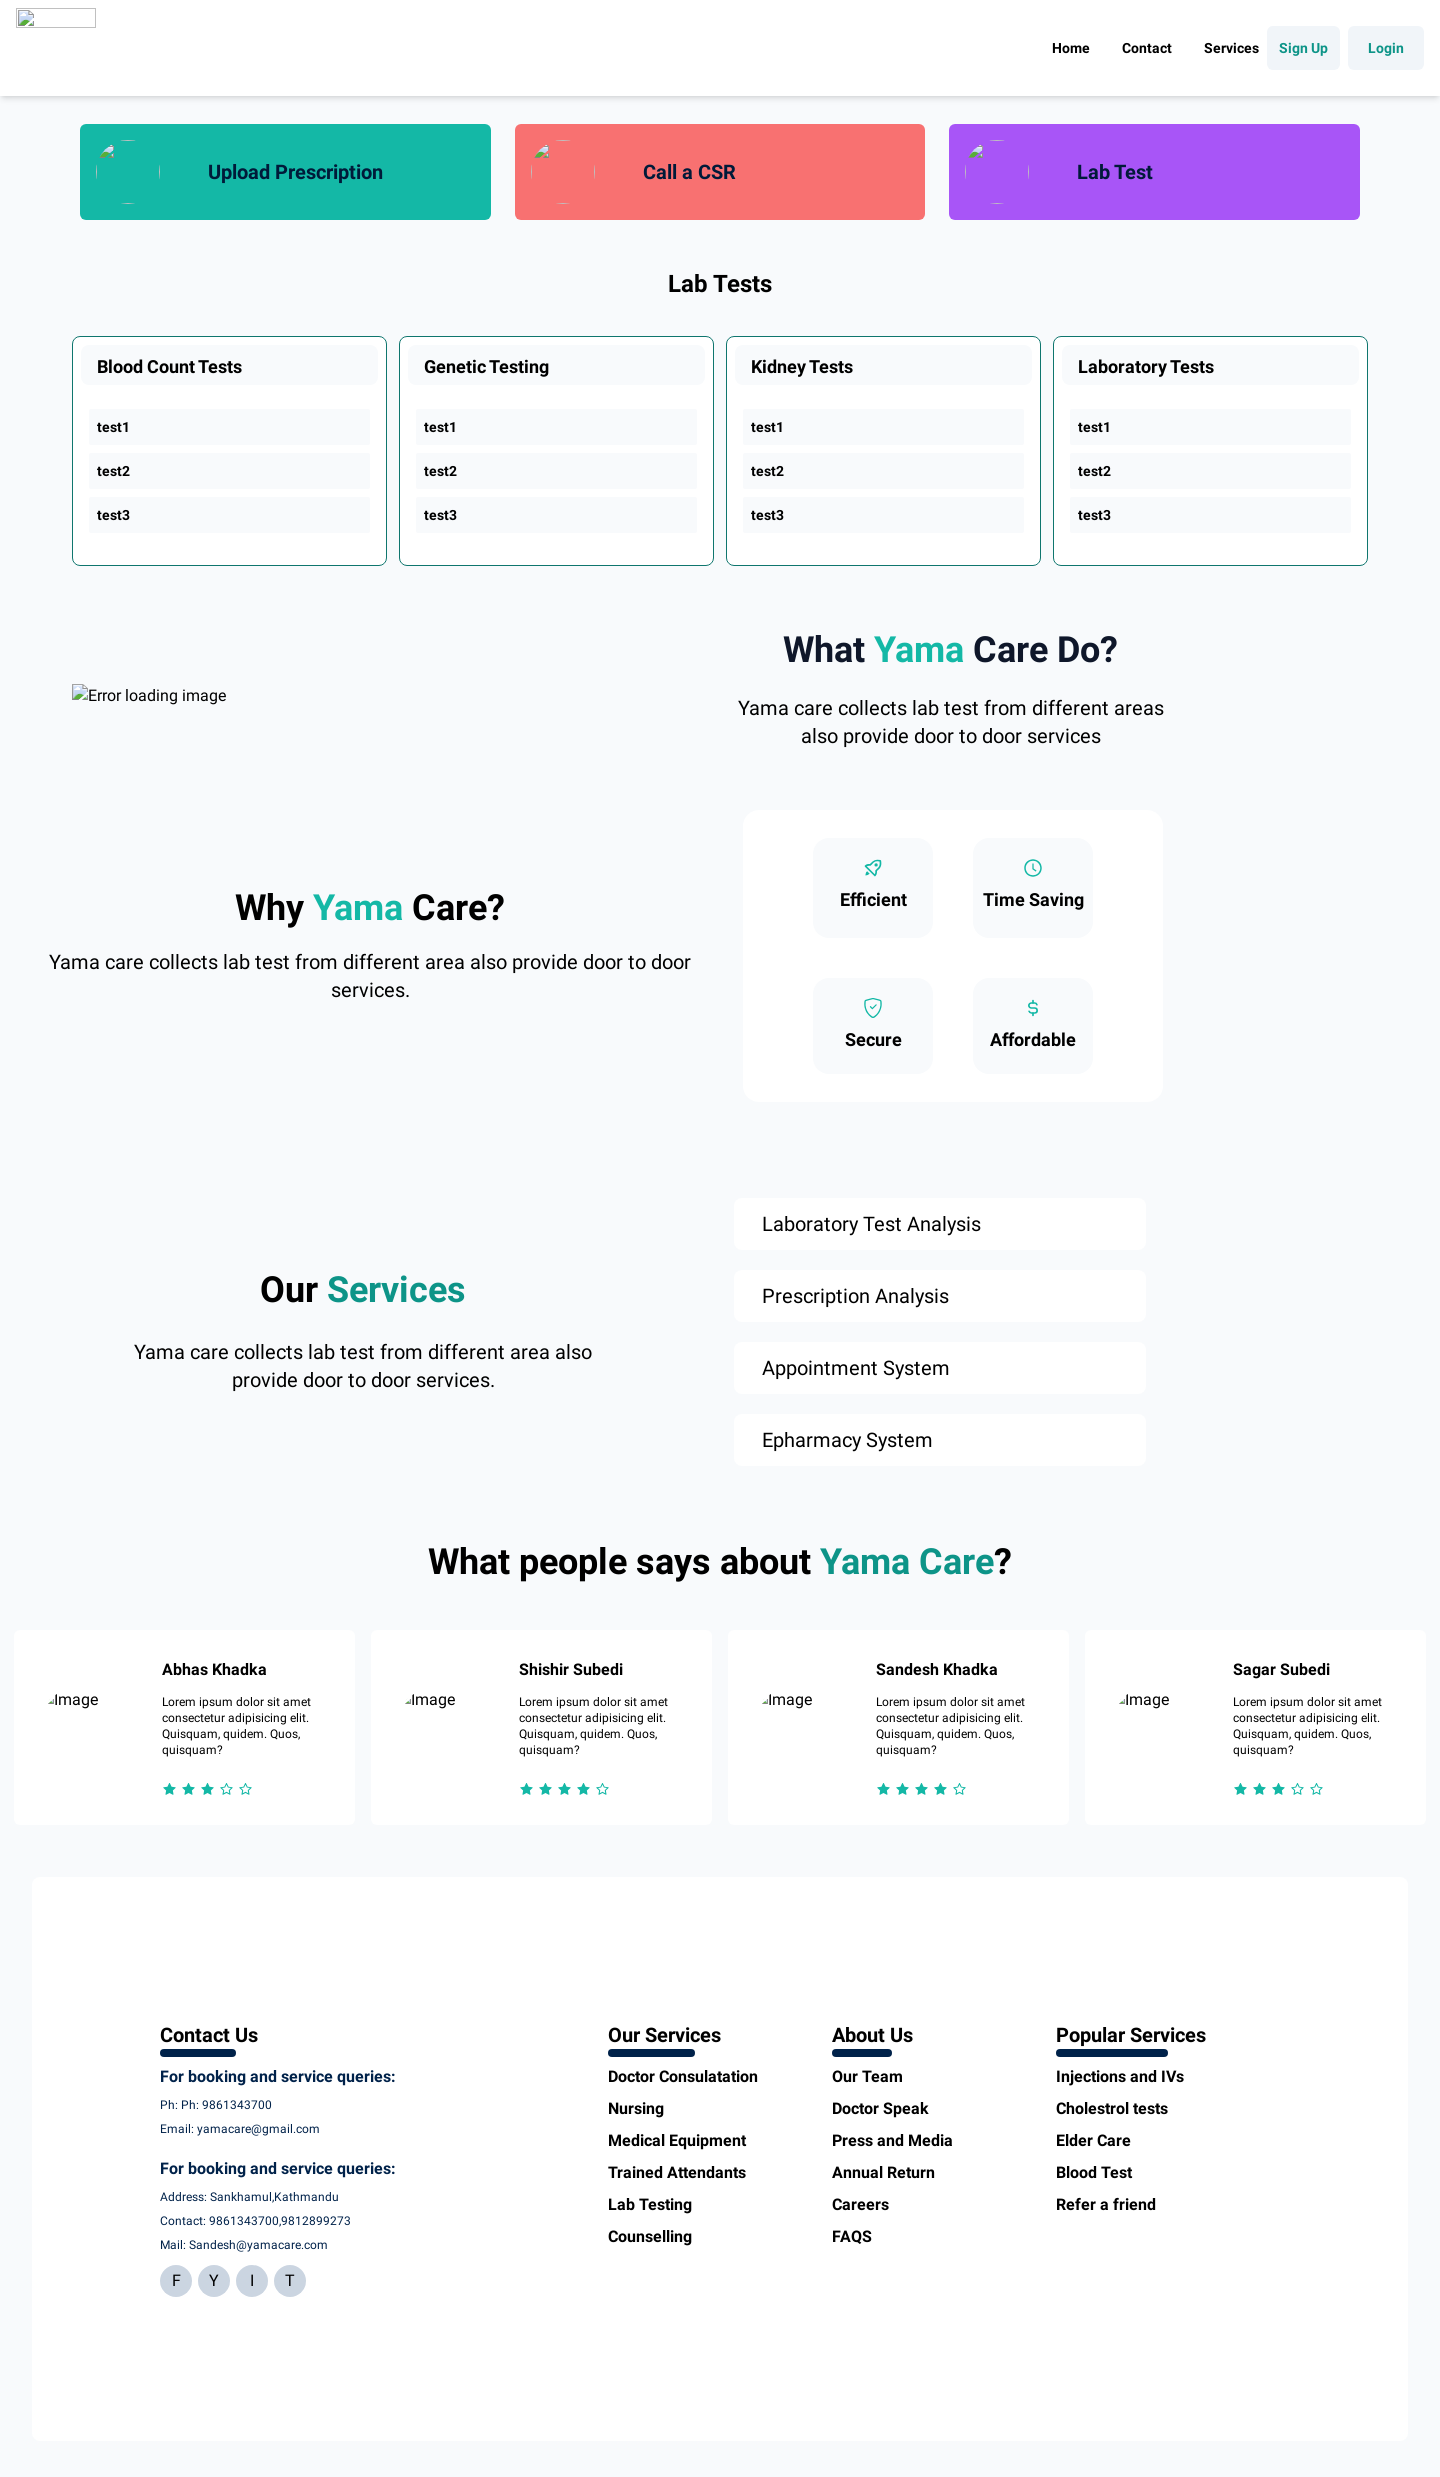 Home
Contact
Services
Sign Up
Login
Upload Prescription
Call a CSR
Lab Test
Lab Tests
Blood Count Tests
test1
test2
test3
Genetic Testing
test1
test2
test3
Kidney Tests
test1
test2
test3
Laboratory Tests
test1
test2
test3
Error loading image
What Yama Care Do?
Yama care collects lab test from different areas
also provide door to door services
Why Yama Care?
Yama care collects lab test from different area also provide door to door
services.
Efficient
Time Saving
Secure
Affordable
Our Services
Yama care collects lab test from different area also
provide door to door services.
Laboratory Test Analysis
Prescription Analysis
Appointment System
Epharmacy System
What people says about Yama Care?
Image
Abhas Khadka
Lorem ipsum dolor sit amet
consectetur adipisicing elit.
Quisquam, quidem. Quos,
quisquam?
Image
Shishir Subedi
Lorem ipsum dolor sit amet
consectetur adipisicing elit.
Quisquam, quidem. Quos,
quisquam?
Image
Sandesh Khadka
Lorem ipsum dolor sit amet
consectetur adipisicing elit.
Quisquam, quidem. Quos,
quisquam?
Image
Sagar Subedi
Lorem ipsum dolor sit amet
consectetur adipisicing elit.
Quisquam, quidem. Quos,
quisquam?
Contact Us
For booking and service queries:
Ph: Ph: 9861343700
Email: yamacare@gmail.com
For booking and service queries:
Address: Sankhamul,Kathmandu
Contact: 9861343700,9812899273
Mail: Sandesh@yamacare.com
F Y I T
Our Services
Doctor Consulatation
Nursing
Medical Equipment
Trained Attendants
Lab Testing
Counselling
About Us
Our Team
Doctor Speak
Press and Media
Annual Return
Careers
FAQS
Popular Services
Injections and IVs
Cholestrol tests
Elder Care
Blood Test
Refer a friend